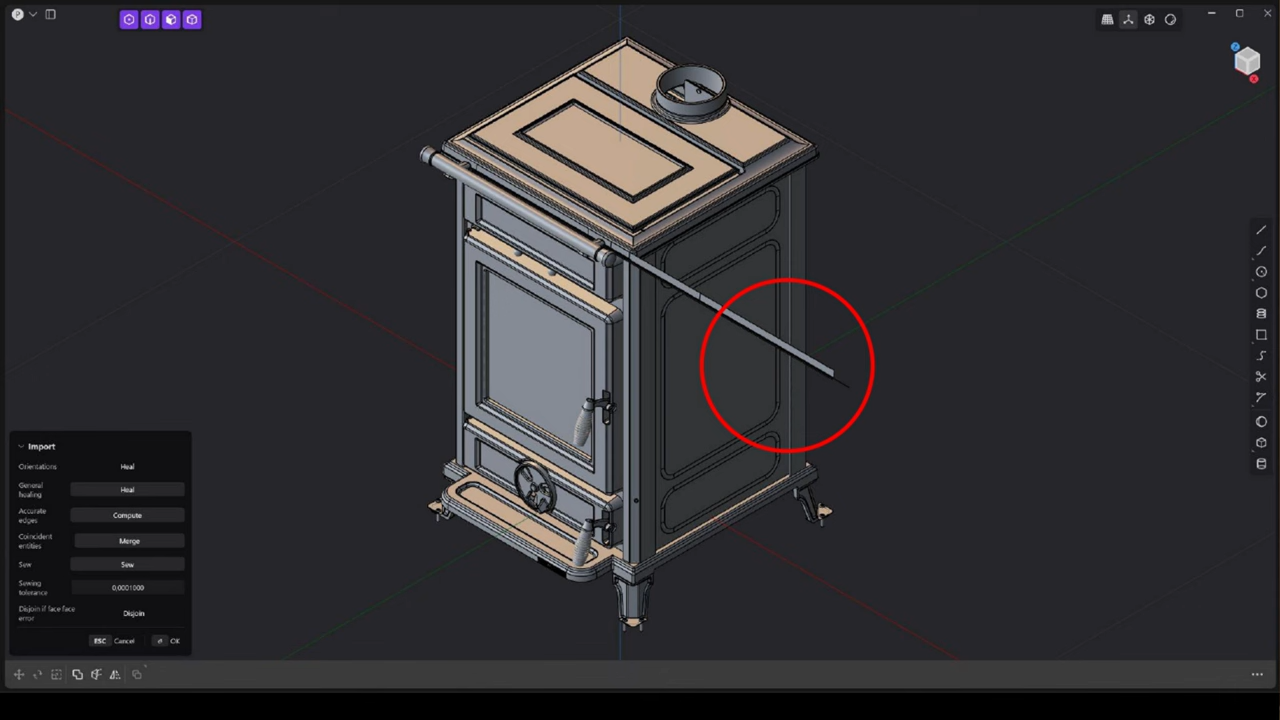 Import
Orientations Heal
General
healing Heal
Accurate
edges Compute
Coincident
entities Merge
Sew Sew
Sewing
tolerance 0,0001000
Disjoin if face face
error Disjoin
ESC Cancel OK